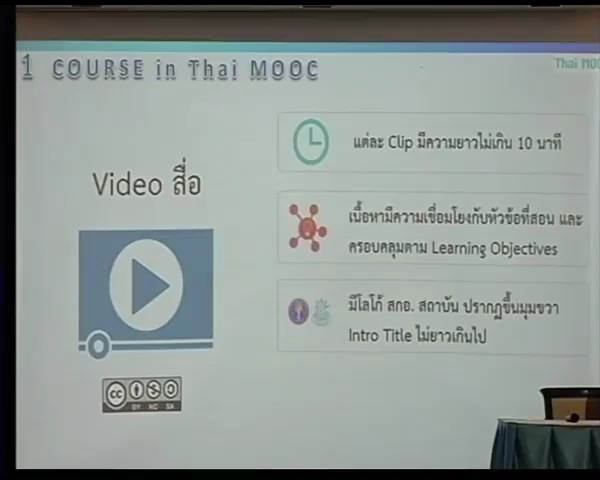 1 COURSE in Thai MOOC
Thai MOO
แต่ละ Clip มีความยาวไม่เกิน 10 นาที
Video สื่อ
เนื้อหามีความเชื่อมโยงกับหัวข้อที่สอน และ
ครอบคลุมตาม Learning Objectives
มีโลโก้ สกอ. สถาบัน ปรากฏขึ้นมุมขวา
Intro Title ไม่ยาวเกินไป
cc
BY NC SA